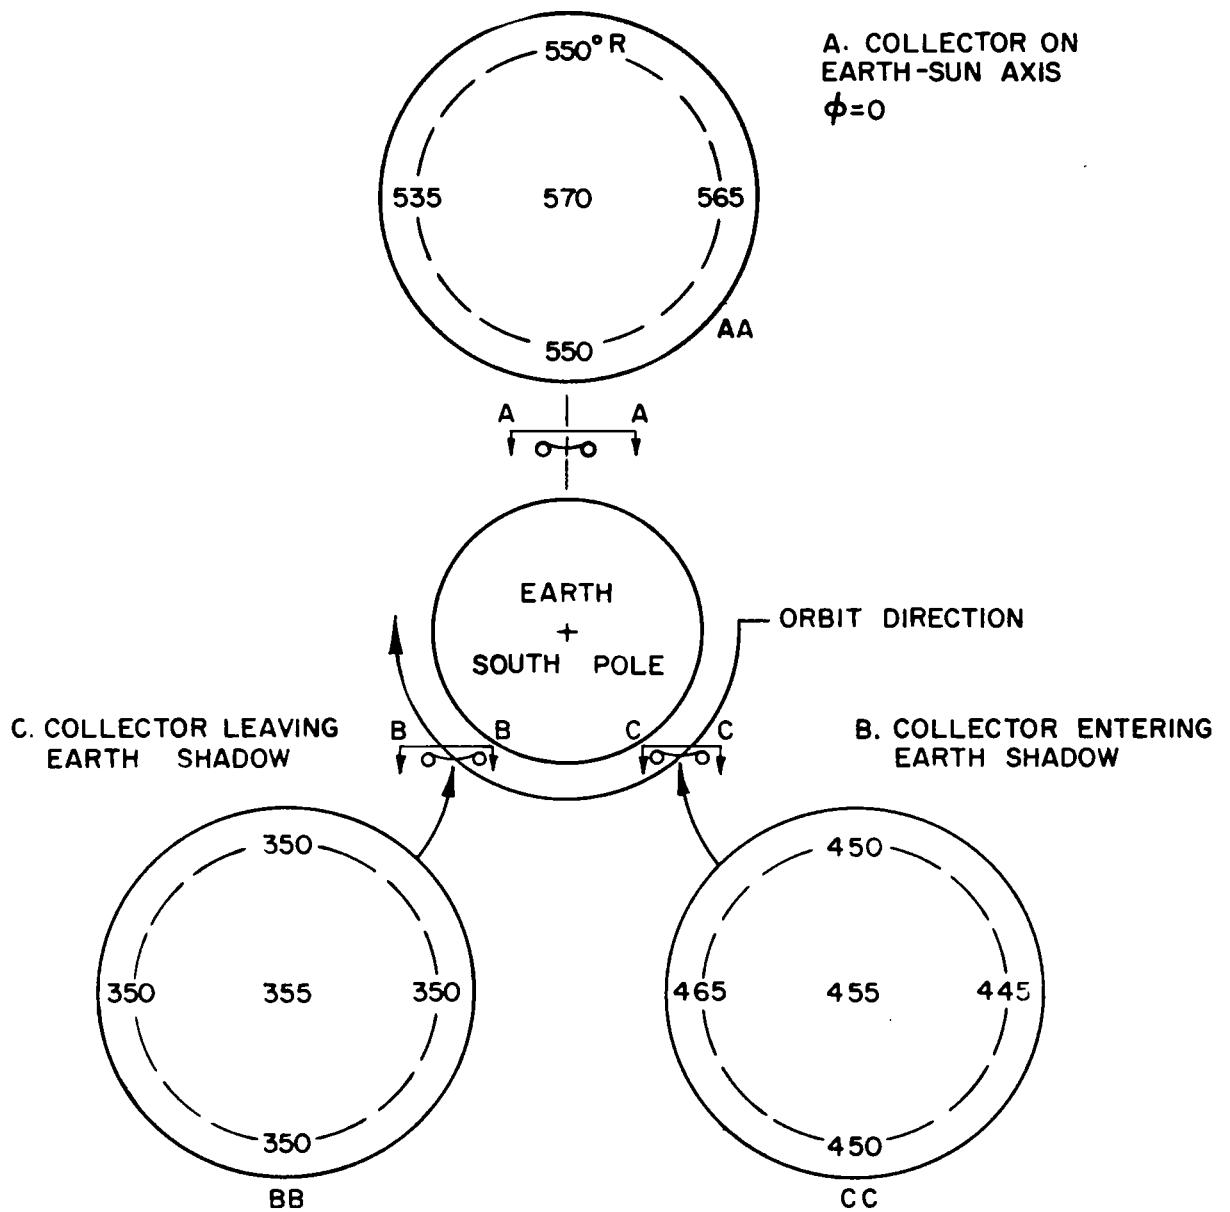 550°R
535 570 565
550
AA
A. COLLECTOR ON
EARTH-SUN AXIS
ϕ=0
A A
EARTH
+
SOUTH POLE
ORBIT DIRECTION
C. COLLECTOR LEAVING
EARTH SHADOW
B B
C C
B. COLLECTOR ENTERING
EARTH SHADOW
350
350 355 350
350
BB
450
465 455 445
450
CC